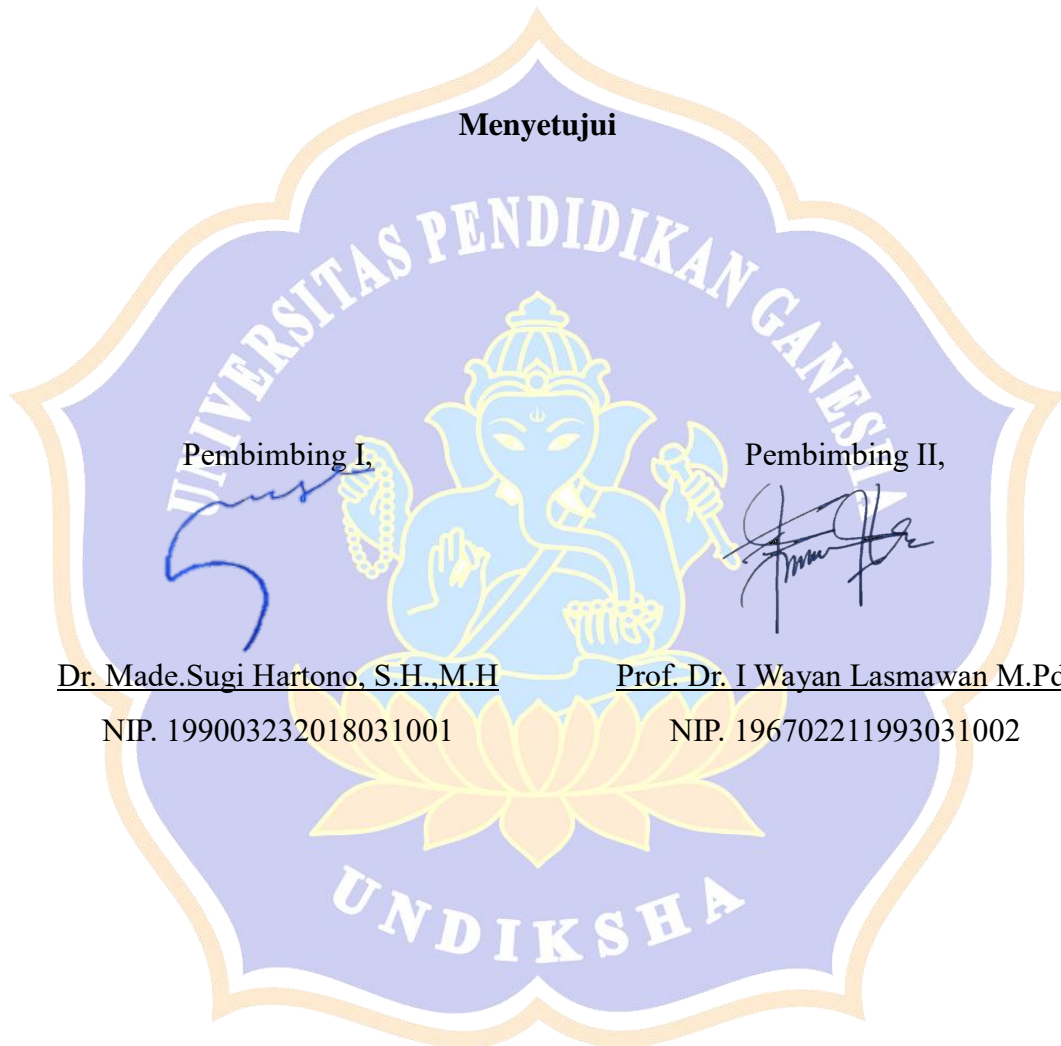 Menyetujui
UNIVERSITAS PENDIDIKAN GANESHA
Pembimbing I,
Pembimbing II,
Dr. Made.Sugi Hartono, S.H.,M.H
Prof. Dr. I Wayan Lasmawan M.Pd
NIP. 199003232018031001
NIP. 196702211993031002
UNDIKSHA